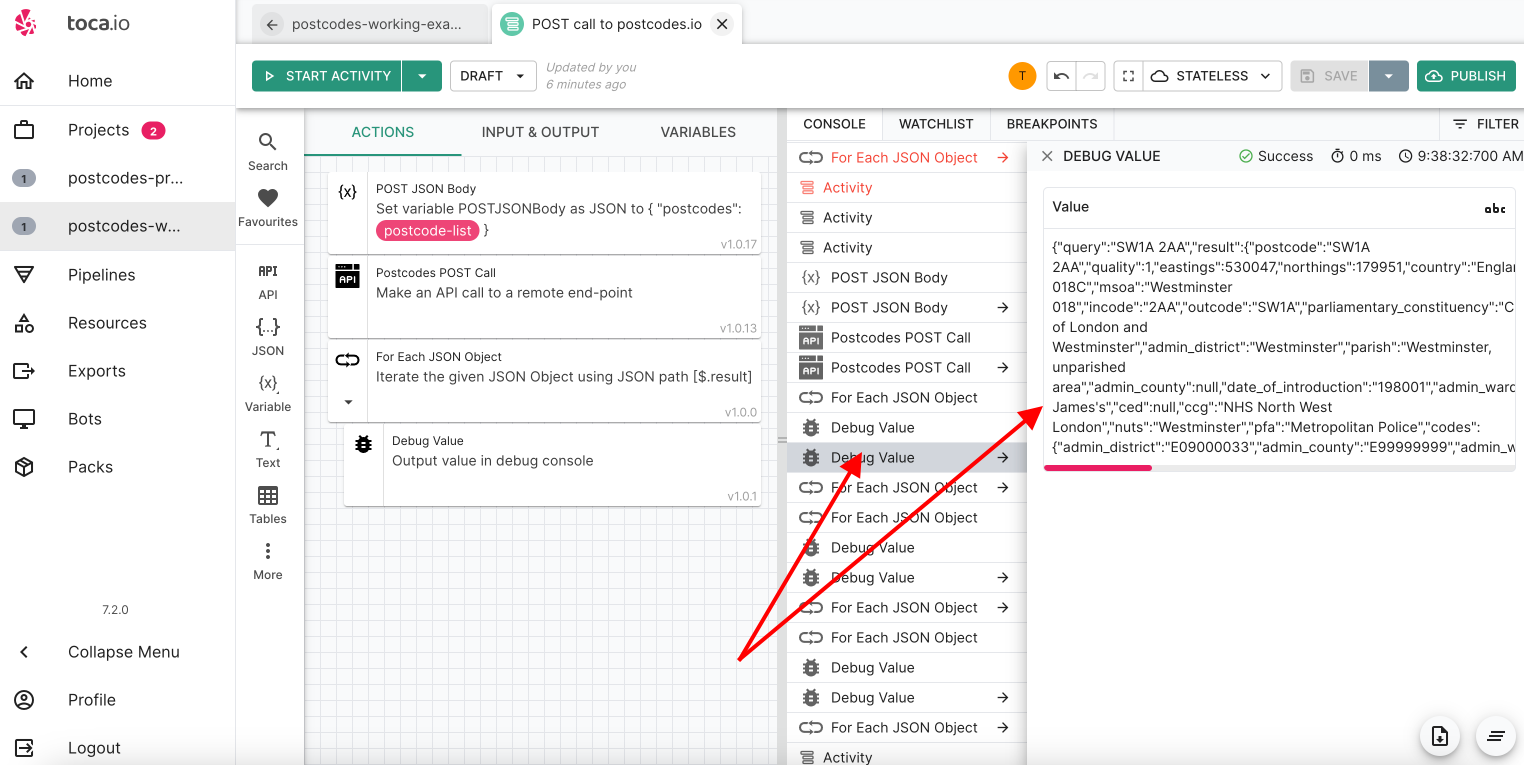 toca.io
Home
Projects 2
1 postcodes-pr...
1 postcodes-w...
Pipelines
Resources
Exports
Bots
Packs
7.2.0
Collapse Menu
Profile
Logout
postcodes-working-exa...
POST call to postcodes.io
START ACTIVITY
DRAFT
Updated by you
6 minutes ago
T
STATELESS
SAVE
PUBLISH
Search
Favourites
API
API
{...}
JSON
{x}
Variable
T
Text
Tables
More
ACTIONS INPUT & OUTPUT VARIABLES
{x}
POST JSON Body
Set variable POSTJSONBody as JSON to { "postcodes":
postcode-list }
v1.0.17
API
Postcodes POST Call
Make an API call to a remote end-point
v1.0.13
For Each JSON Object
Iterate the given JSON Object using JSON path [$.result]
v1.0.0
Debug Value
Output value in debug console
v1.0.1
CONSOLE WATCHLIST BREAKPOINTS FILTER
For Each JSON Object
Activity
Activity
Activity
{x} POST JSON Body
{x} POST JSON Body
API Postcodes POST Call
API Postcodes POST Call
For Each JSON Object
Debug Value
Debug Value
For Each JSON Object
For Each JSON Object
Debug Value
Debug Value
For Each JSON Object
For Each JSON Object
Debug Value
Debug Value
For Each JSON Object
Activity
DEBUG VALUE Success 0 ms 9:38:32:700 AM
Value abc
{"query":"SW1A 2AA","result":{"postcode":"SW1A
2AA","quality":1,"eastings":530047,"northings":179951,"country":"Englan
018C","msoa":"Westminster
018","incode":"2AA","outcode":"SW1A","parliamentary_constituency":"C
of London and
Westminster","admin_district":"Westminster","parish":"Westminster,
unparished
area","admin_county":null,"date_of_introduction":"198001","admin_ward
James's","ced":null,"ccg":"NHS North West
London","nuts":"Westminster","pfa":"Metropolitan Police","codes":
{"admin_district":"E09000033","admin_county":"E99999999","admin_w